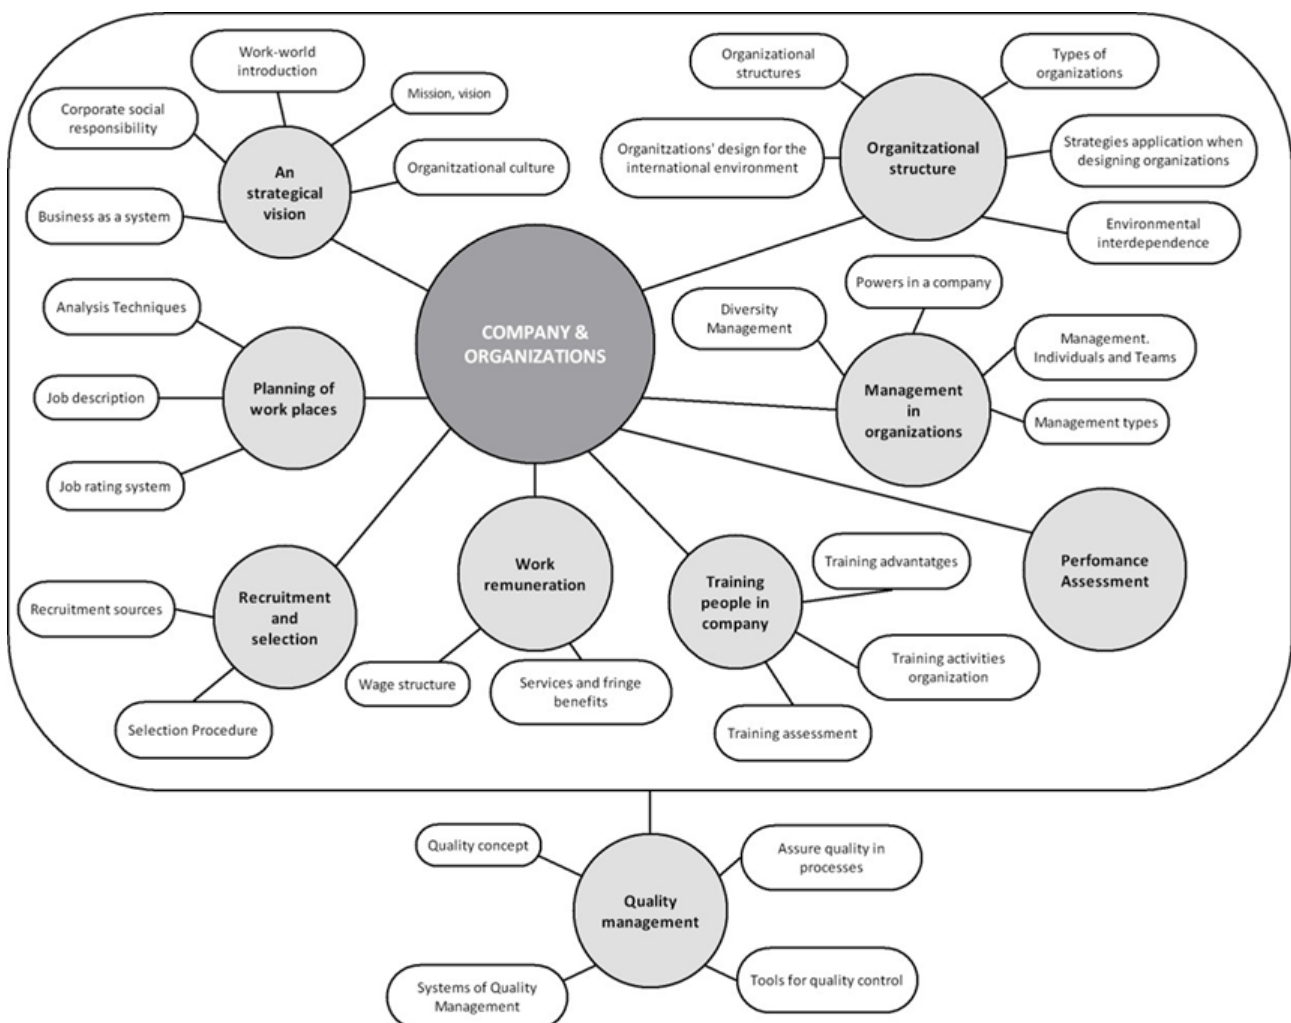 Work-world
introduction
Mission, vision
Corporate social
responsibility
Organitzational culture
Business as a system
An
strategical
vision
Organizational
structures
Types of
organizations
Organitzations' design for the
international environment
Strategies application when
designing organizations
Environmental
interdependence
Organitzational
structure
COMPANY &
ORGANIZATIONS
Analysis Techniques
Job description
Job rating system
Planning of
work places
Powers in a company
Diversity
Management
Management.
Individuals and Teams
Management types
Management
in
organizations
Recruitment sources
Selection Procedure
Recruitment
and
selection
Work
remuneration
Wage structure
Services and fringe
benefits
Training
people in
company
Training advantatges
Training activities
organization
Training assessment
Perfomance
Assessment
Quality concept
Assure quality in
processes
Quality
management
Systems of Quality
Management
Tools for quality control